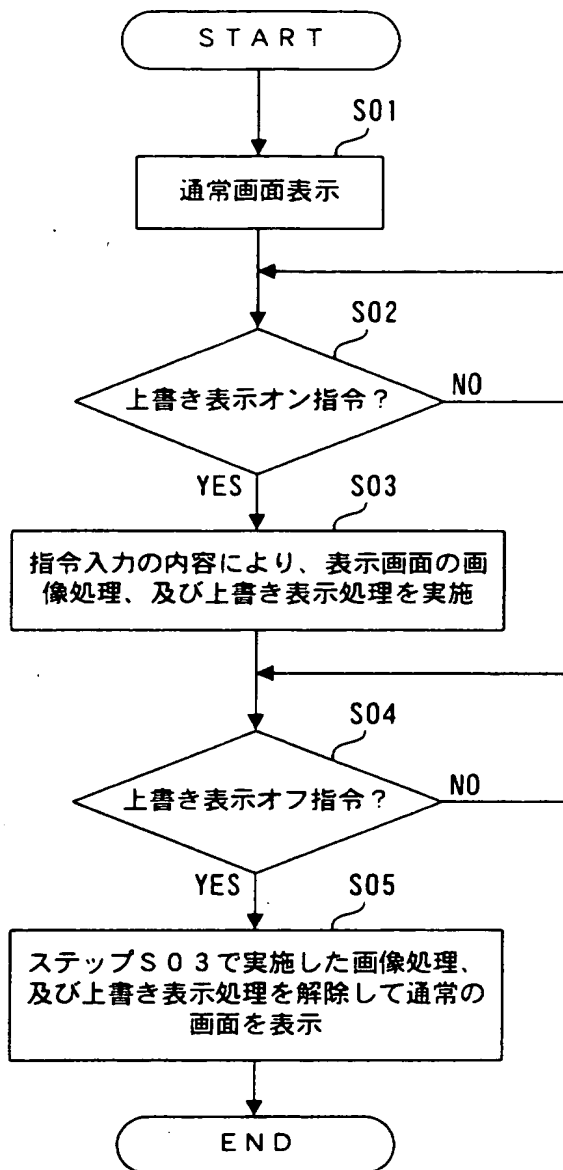 START
S01
通常画面表示
S02
上書き表示オン指令？
NO
YES
S03
指令入力の内容により、表示画面の画
像処理、及び上書き表示処理を実施
S04
上書き表示オフ指令？
NO
YES
S05
ステップＳ０３で実施した画像処理、
及び上書き表示処理を解除して通常の
画面を表示
END